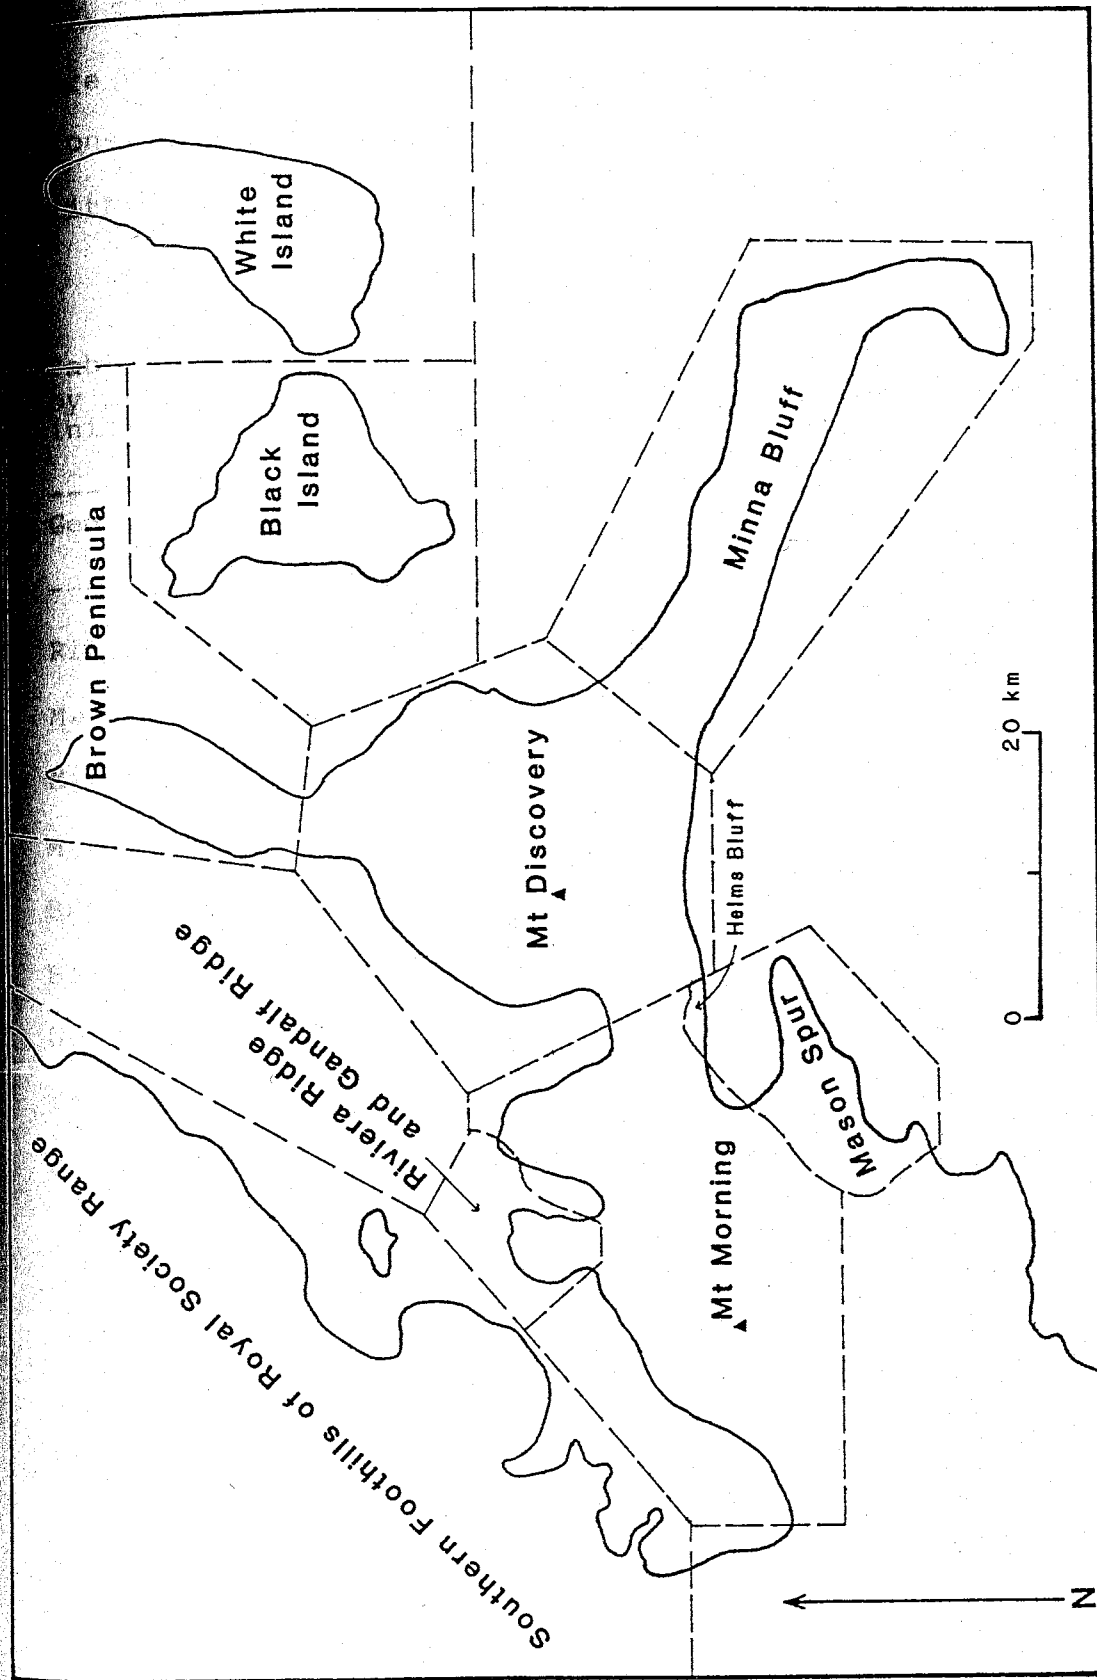 White
Island
Black
Island
Brown Peninsula
Minna Bluff
Mt Discovery
Helms Bluff
Riviera Ridge
and Gandalf Ridge
Mason Spur
Mt Morning
Southern Foothills of Royal Society Range
0
20 km
N